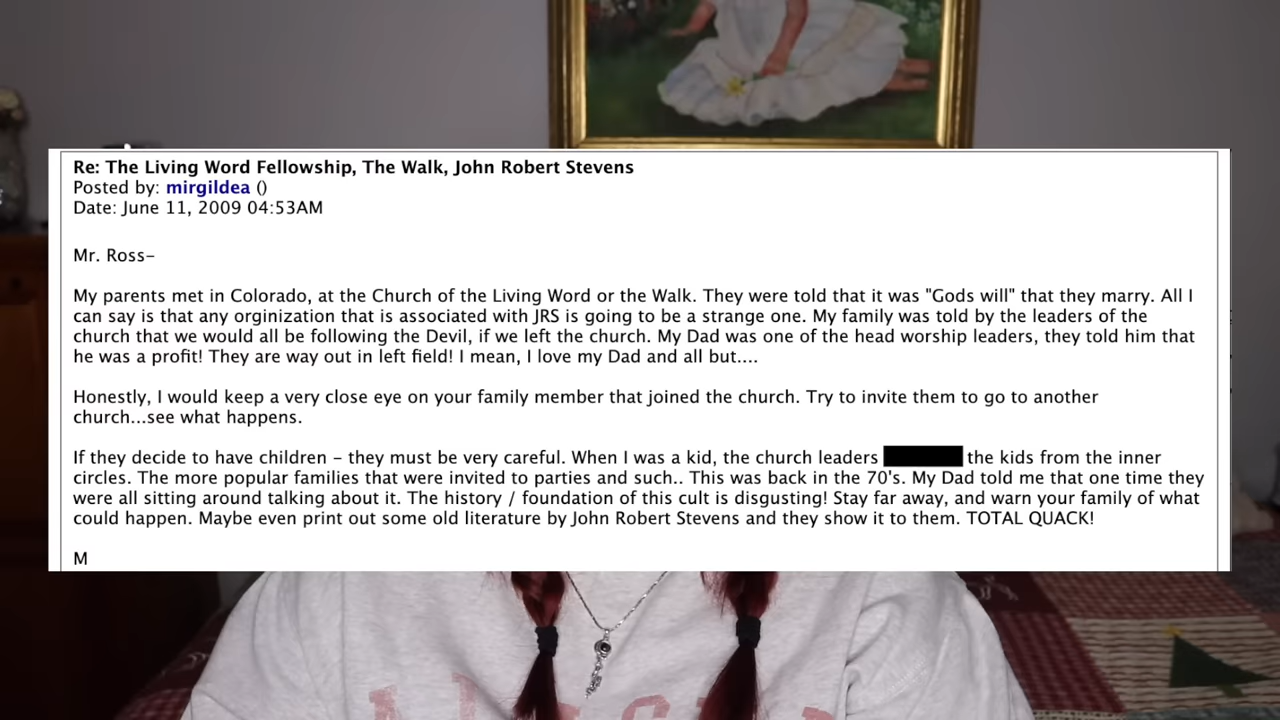 Re: The Living Word Fellowship, The Walk, John Robert Stevens
Posted by: mirgildea ()
Date: June 11, 2009 04:53AM
Mr. Ross-
My parents met in Colorado, at the Church of the Living Word or the Walk. They were told that it was "Gods will" that they marry. All I
can say is that any orginization that is associated with JRS is going to be a strange one. My family was told by the leaders of the
church that we would all be following the Devil, if we left the church. My Dad was one of the head worship leaders, they told him that
he was a profit! They are way out in left field! I mean, I love my Dad and all but....
Honestly, I would keep a very close eye on your family member that joined the church. Try to invite them to go to another
church...see what happens.
If they decide to have children - they must be very careful. When I was a kid, the church leaders the kids from the inner
circles. The more popular families that were invited to parties and such.. This was back in the 70's. My Dad told me that one time they
were all sitting around talking about it. The history / foundation of this cult is disgusting! Stay far away, and warn your family of what
could happen. Maybe even print out some old literature by John Robert Stevens and they show it to them. TOTAL QUACK!
M